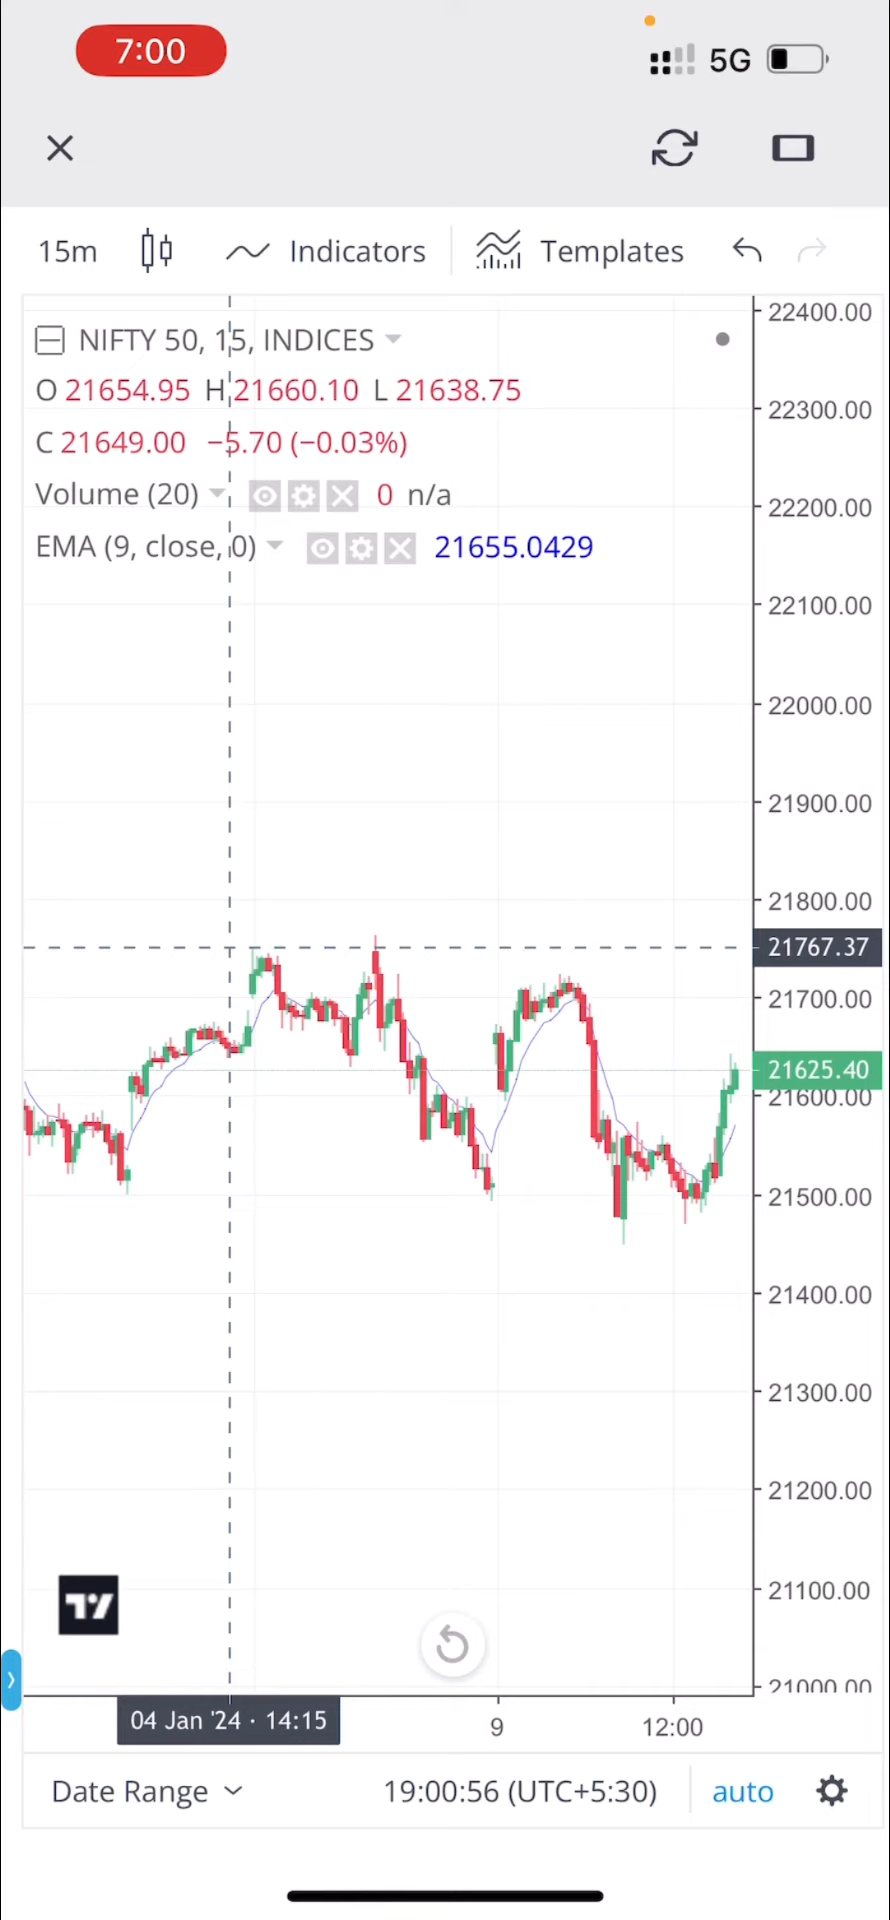 7:00
5G
15m Indicators Templates
NIFTY 50, 15, INDICES
O 21654.95 H 21660.10 L 21638.75
C 21649.00 −5.70 (−0.03%)
Volume (20) 0 n/a
EMA (9, close, 0) 21655.0429
22400.00
22300.00
22200.00
22100.00
22000.00
21900.00
21800.00
21767.37
21700.00
21625.40
21600.00
21500.00
21400.00
21300.00
21200.00
21100.00
21000.00
04 Jan '24 · 14:15
9
12:00
Date Range 19:00:56 (UTC+5:30) auto